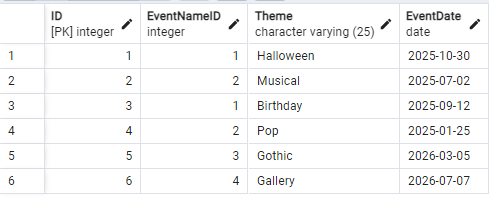 ID EventNameID Theme EventDate
[PK] integer integer character varying (25) date
1 1 1 Halloween 2025-10-30
2 2 2 Musical 2025-07-02
3 3 1 Birthday 2025-09-12
4 4 2 Pop 2025-01-25
5 5 3 Gothic 2026-03-05
6 6 4 Gallery 2026-07-07